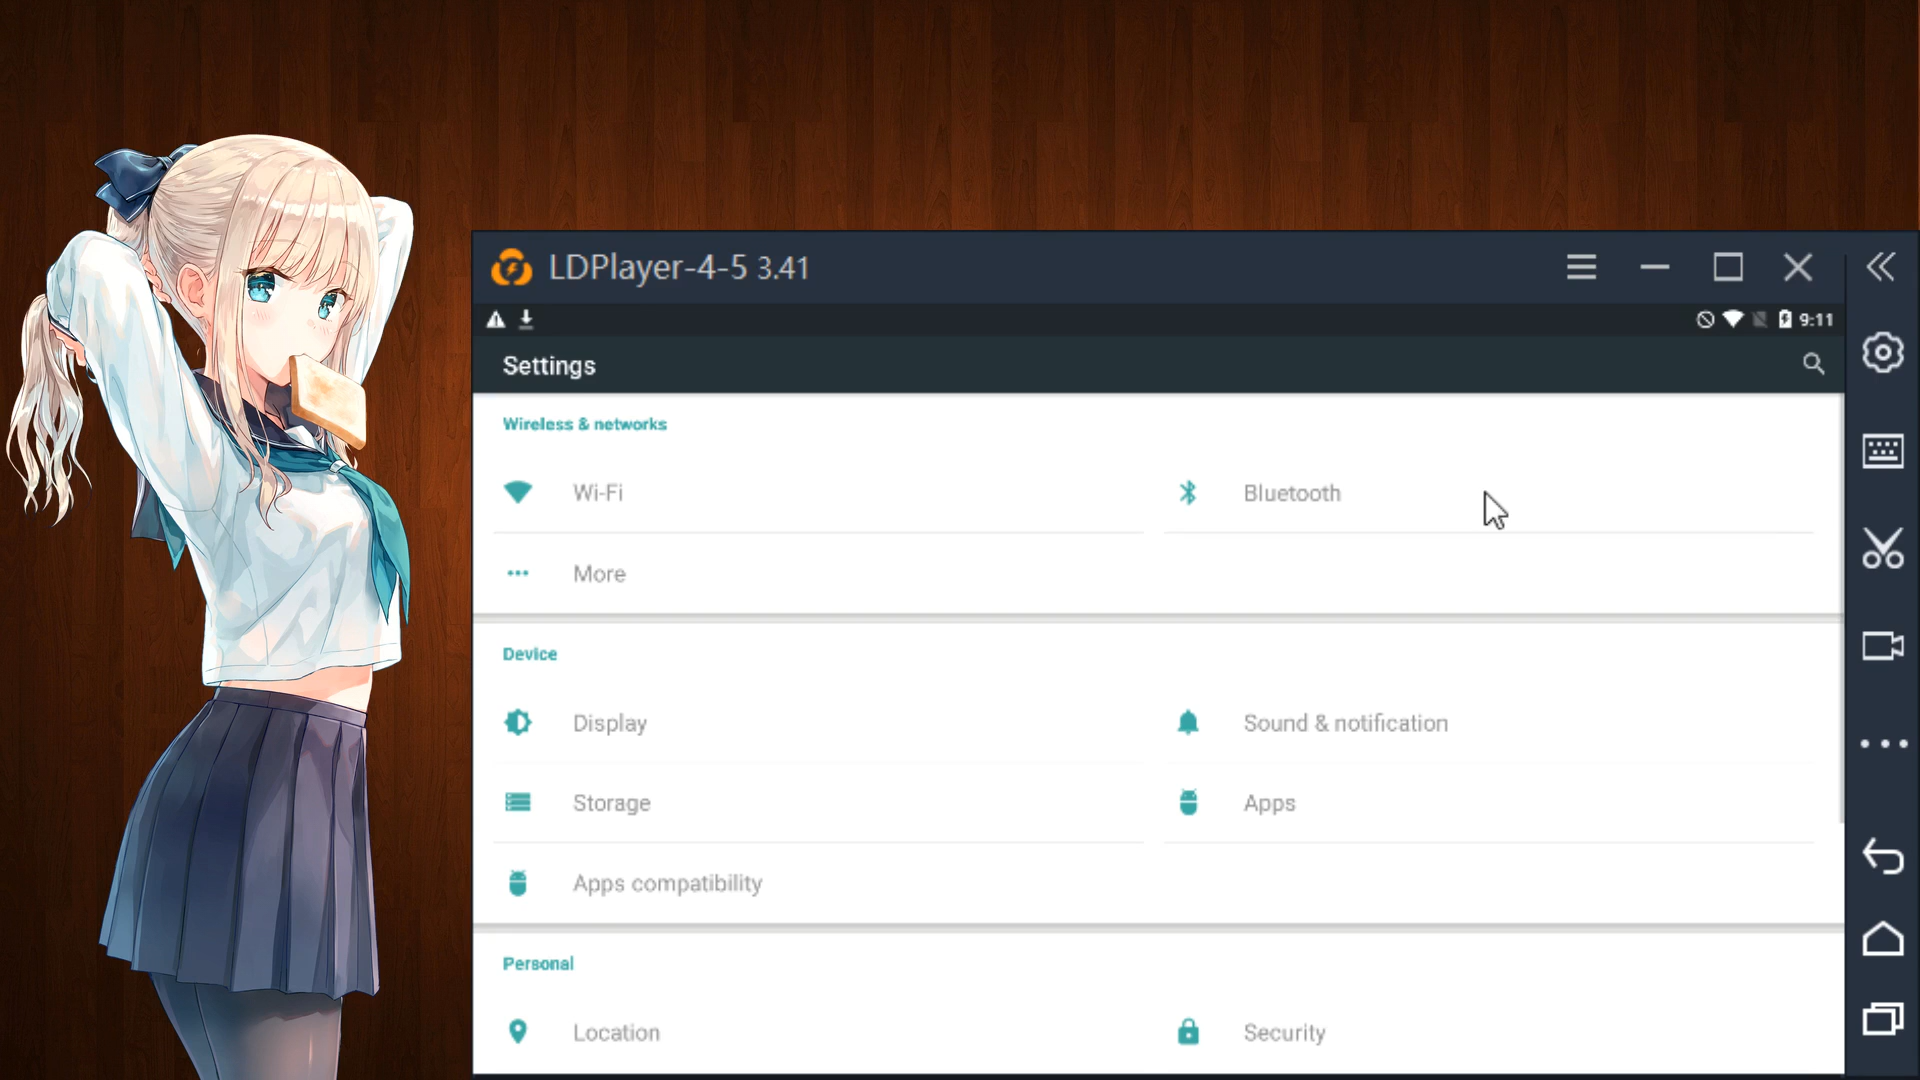 LDPlayer-4-5 3.41
9:11
Settings
Wireless & networks
Wi-Fi
Bluetooth
More
Device
Display
Sound & notification
Storage
Apps
Apps compatibility
Personal
Location
Security